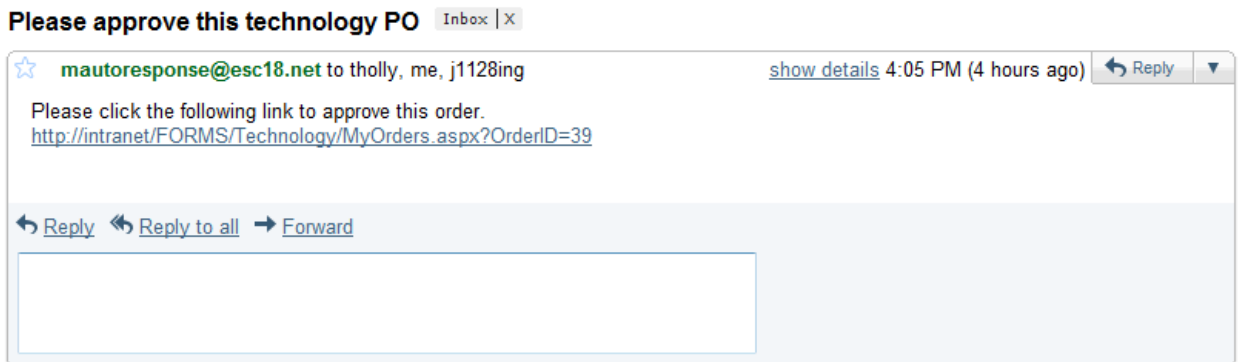 Please approve this technology PO Inbox | X
mautoresponse@esc18.net to tholly, me, j1128ing show details 4:05 PM (4 hours ago) Reply
Please click the following link to approve this order.
http://intranet/FORMS/Technology/MyOrders.aspx?OrderID=39
Reply Reply to all Forward